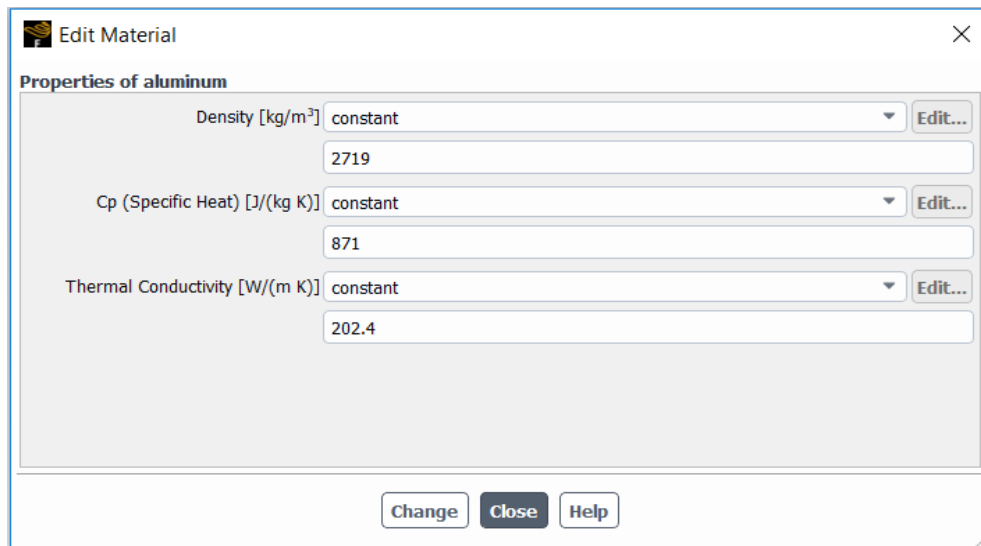 Edit Material
Properties of aluminum
Density [kg/m³] constant Edit...
2719
Cp (Specific Heat) [J/(kg K)] constant Edit...
871
Thermal Conductivity [W/(m K)] constant Edit...
202.4
Change Close Help